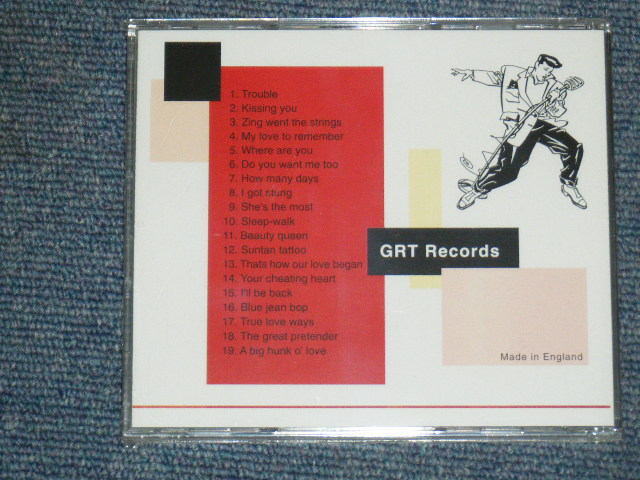 1. Trouble
2. Kissing you
3. Zing went the strings
4. My love to remember
5. Where are you
6. Do you want me too
7. How many days
8. I got stung
9. She's the most
10. Sleep-walk
11. Beauty queen
12. Suntan tattoo
13. Thats how our love began
14. Your cheating heart
15. I'll be back
16. Blue jean bop
17. True love ways
18. The great pretender
19. A big hunk o' love
GRT Records
Made in England